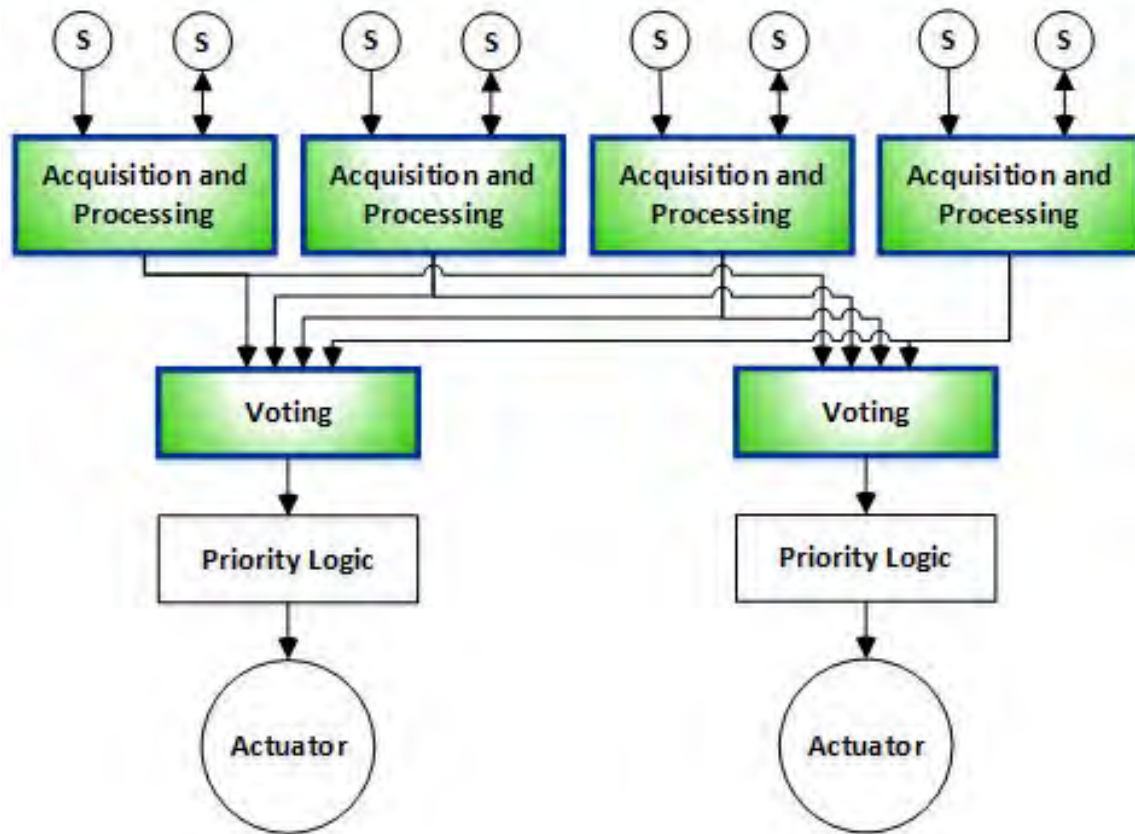 S S S S S S S S
Acquisition and Acquisition and Acquisition and Acquisition and
Processing Processing Processing Processing
Voting Voting
Priority Logic Priority Logic
Actuator Actuator